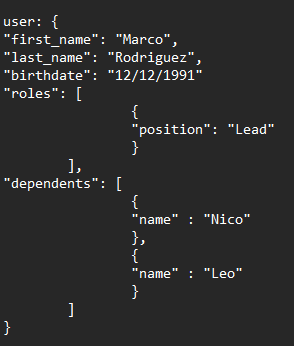 user: {
"first_name": "Marco",
"last_name": "Rodriguez",
"birthdate": "12/12/1991"
"roles": [
{
"position": "Lead"
}
],
"dependents": [
{
"name" : "Nico"
},
{
"name" : "Leo"
}
]
}